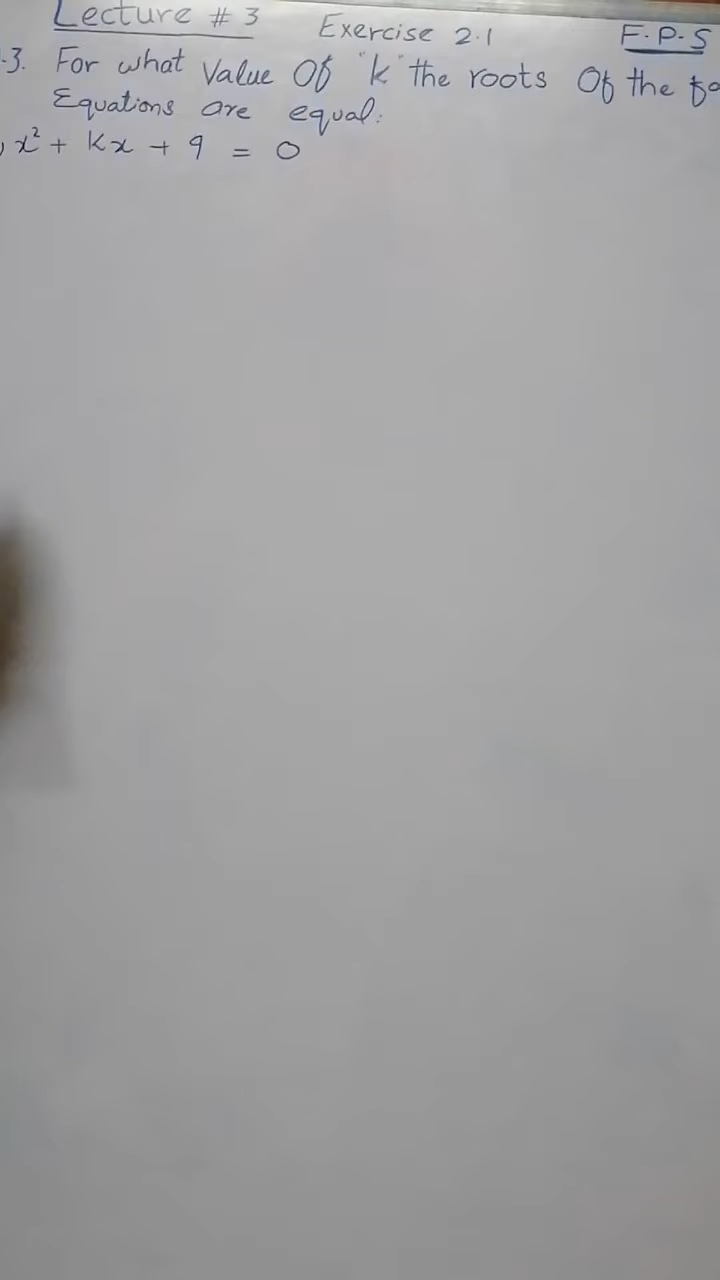 Lecture # 3 Exercise 2.1 F.P.S
-3. For what Value Of "k" the roots Of the
Equations are equal:
x² + kx + 9 = 0